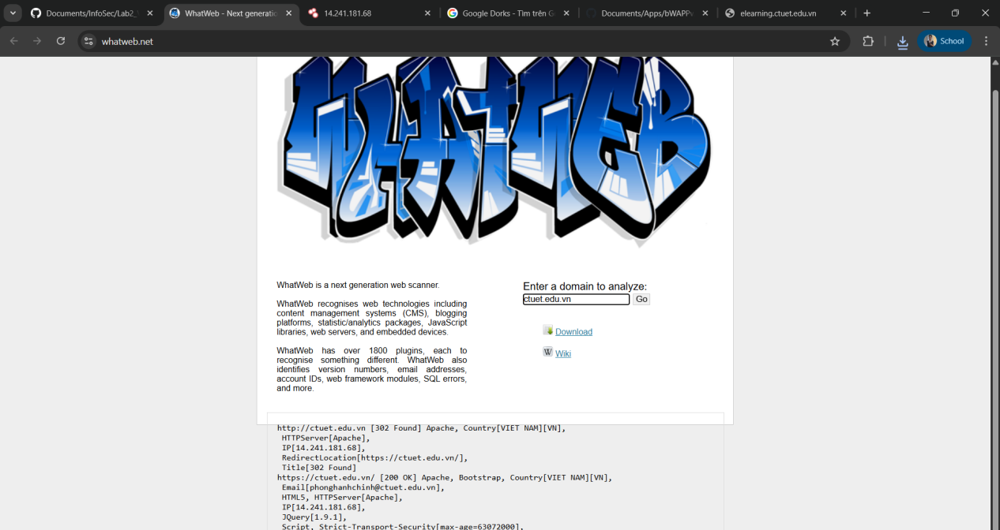 Documents/InfoSec/Lab2_
WhatWeb - Next generatio
14.241.181.68
Google Dorks - Tìm trên G
Documents/Apps/bWAPP
elearning.ctuet.edu.vn
whatweb.net
School
WHATWEB
WhatWeb is a next generation web scanner.
WhatWeb recognises web technologies including
content management systems (CMS), blogging
platforms, statistic/analytics packages, JavaScript
libraries, web servers, and embedded devices.
WhatWeb has over 1800 plugins, each to
recognise something different. WhatWeb also
identifies version numbers, email addresses,
account IDs, web framework modules, SQL errors,
and more.
Enter a domain to analyze:
ctuet.edu.vn Go
Download
W Wiki
http://ctuet.edu.vn [302 Found] Apache, Country[VIET NAM][VN],
HTTPServer[Apache],
IP[14.241.181.68],
RedirectLocation[https://ctuet.edu.vn/],
Title[302 Found]
https://ctuet.edu.vn/ [200 OK] Apache, Bootstrap, Country[VIET NAM][VN],
Email[phonghanhchinh@ctuet.edu.vn],
HTML5, HTTPServer[Apache],
IP[14.241.181.68],
JQuery[1.9.1],
Script, Strict-Transport-Security[max-age=63072000],